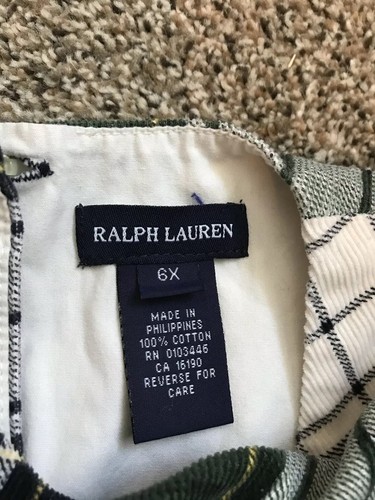 RALPH LAUREN
6X
MADE IN
PHILIPPINES
100% COTTON
RN 0103446
CA 16190
REVERSE FOR
CARE